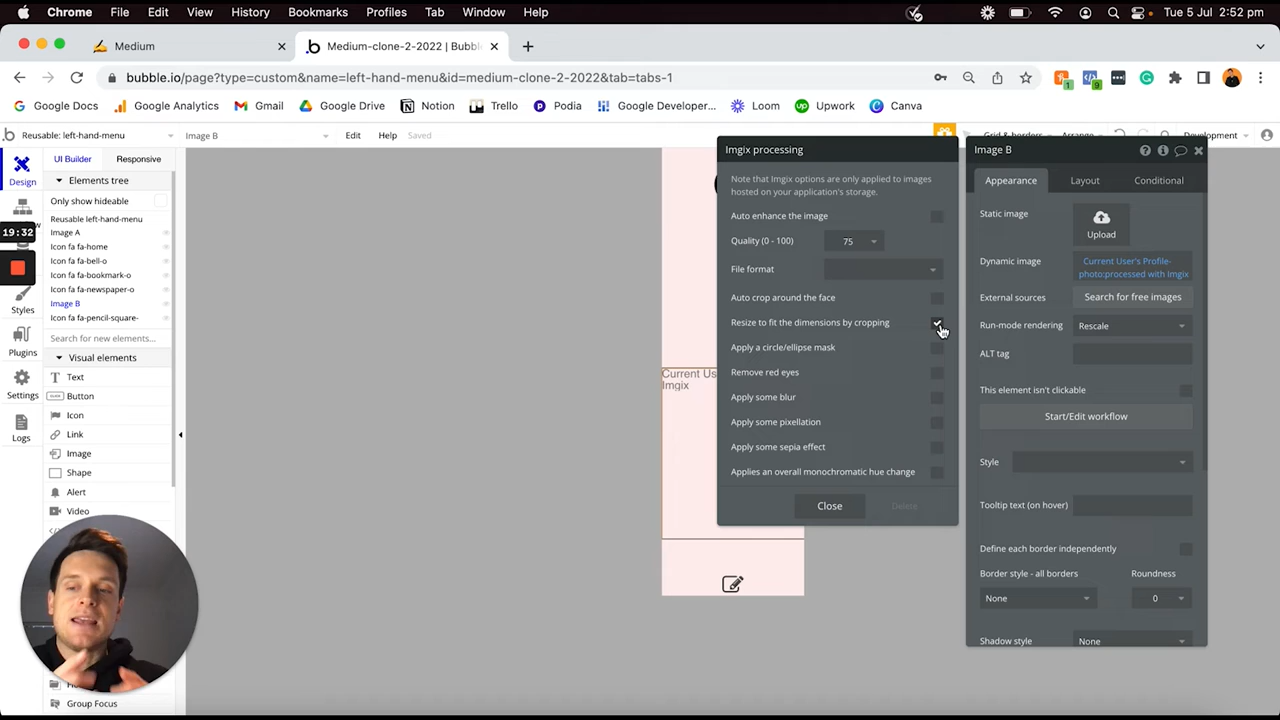 Chrome File Edit View History Bookmarks Profiles Tab Window Help Tue 5 Jul 2:52 pm
Medium
Medium-clone-2-2022 | Bubbl
bubble.io/page?type=custom&name=left-hand-menu&id=medium-clone-2-2022&tab=tabs-1
Google Docs Google Analytics Gmail Google Drive Notion Trello Podia Google Developer... Loom Upwork Canva
Reusable: left-hand-menu Image B Edit Help Saved Grid & borders Arrange Development
Design
19:32
Styles
Plugins
Settings
Logs
UI Builder Responsive
Elements tree
Only show hideable
Reusable left-hand-menu
Image A
Icon fa fa-home
Icon fa fa-bell-o
Icon fa fa-bookmark-o
Icon fa fa-newspaper-o
Image B
Icon fa fa-pencil-square-
Search for new elements...
Visual elements
Text
CLICK
Button
Icon
Link
Image
Shape
Alert
Video
Group Focus
Current Us
Imgix
Imgix processing
Note that Imgix options are only applied to images
hosted on your application's storage.
Auto enhance the image
Quality (0 - 100) 75
File format
Auto crop around the face
Resize to fit the dimensions by cropping
Apply a circle/ellipse mask
Remove red eyes
Apply some blur
Apply some pixellation
Apply some sepia effect
Applies an overall monochromatic hue change
Close Delete
Image B
Appearance Layout Conditional
Static image Upload
Dynamic image Current User's Profile-
photo:processed with Imgix
External sources Search for free images
Run-mode rendering Rescale
ALT tag
This element isn't clickable
Start/Edit workflow
Style
Tooltip text (on hover)
Define each border independently
Border style - all borders Roundness
None 0
Shadow style None